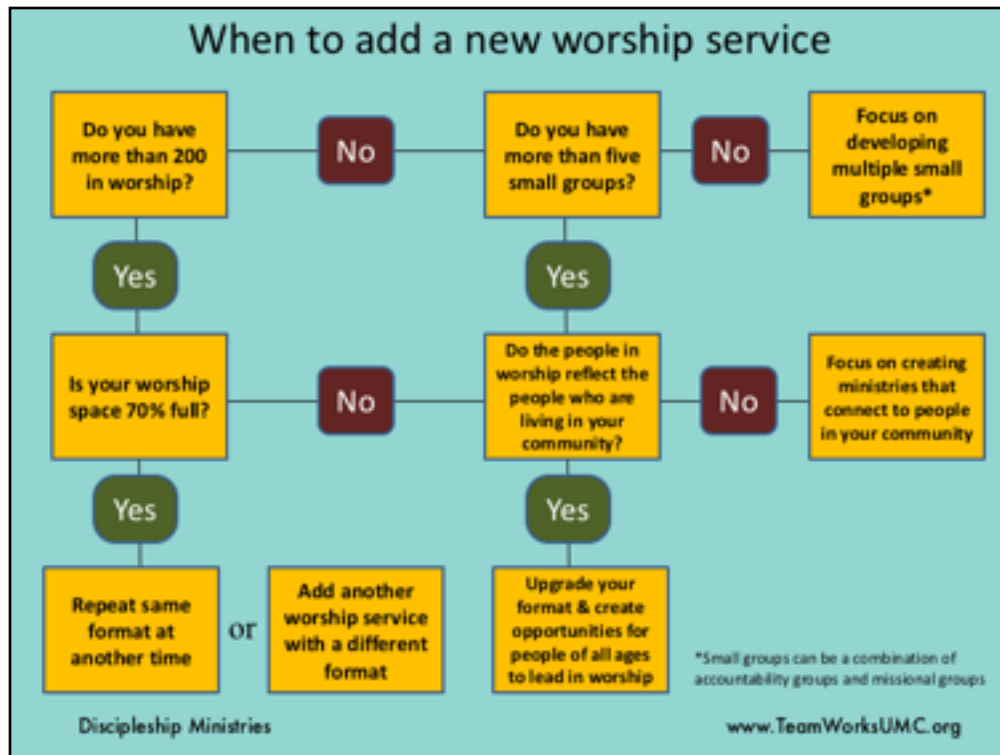 When to add a new worship service
Do you have
more than 200
in worship?
No
Do you have
more than five
small groups?
No
Focus on
developing
multiple small
groups*
Yes
Yes
Is your worship
space 70% full?
No
Do the people in
worship reflect the
people who are
living in your
community?
No
Focus on creating
ministries that
connect to people
in your community
Yes
Yes
Repeat same
format at
another time
or
Add another
worship service
with a different
format
Upgrade your
format & create
opportunities for
people of all ages
to lead in worship
*Small groups can be a combination of
accountability groups and missional groups
Discipleship Ministries
www.TeamWorksUMC.org